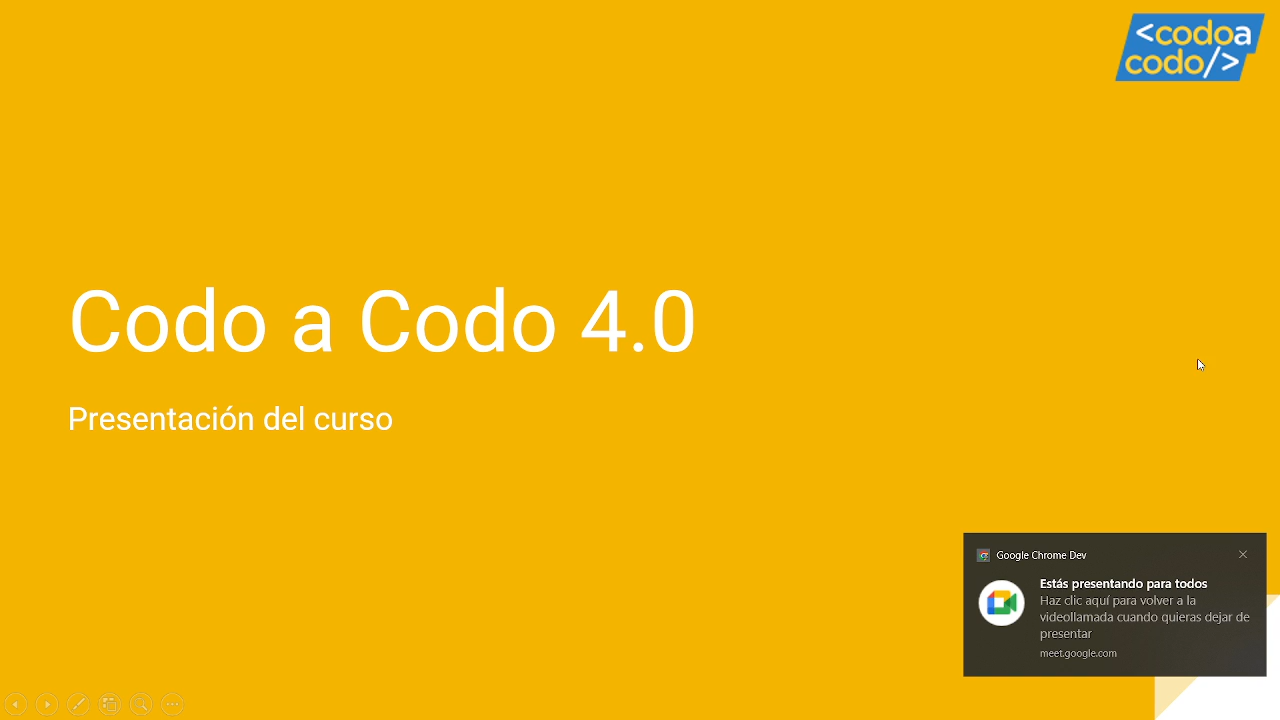 <codoa
codo/>
Codo a Codo 4.0
Presentación del curso
Google Chrome Dev
Estás presentando para todos
Haz clic aquí para volver a la
videollamada cuando quieras dejar de
presentar
meet.google.com